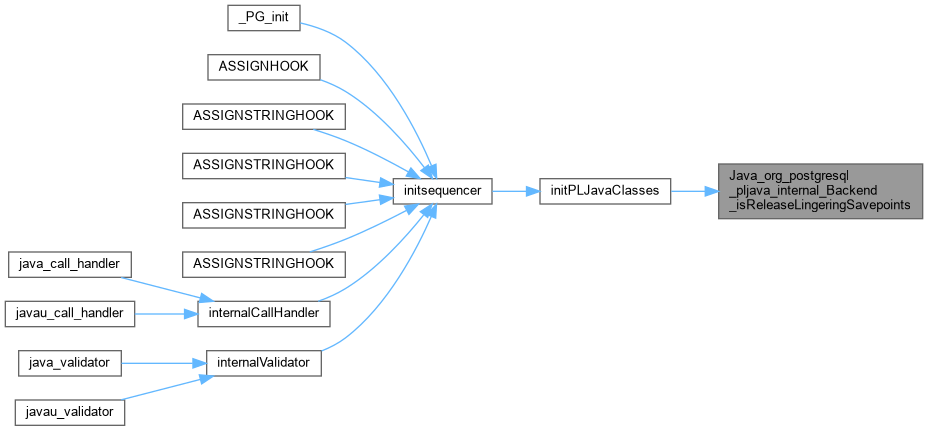 _PG_init
ASSIGNHOOK
ASSIGNSTRINGHOOK
ASSIGNSTRINGHOOK
ASSIGNSTRINGHOOK
ASSIGNSTRINGHOOK
java_call_handler
javau_call_handler
internalCallHandler
java_validator
javau_validator
internalValidator
initsequencer
initPLJavaClasses
Java_org_postgresql
_pljava_internal_Backend
_isReleaseLingeringSavepoints